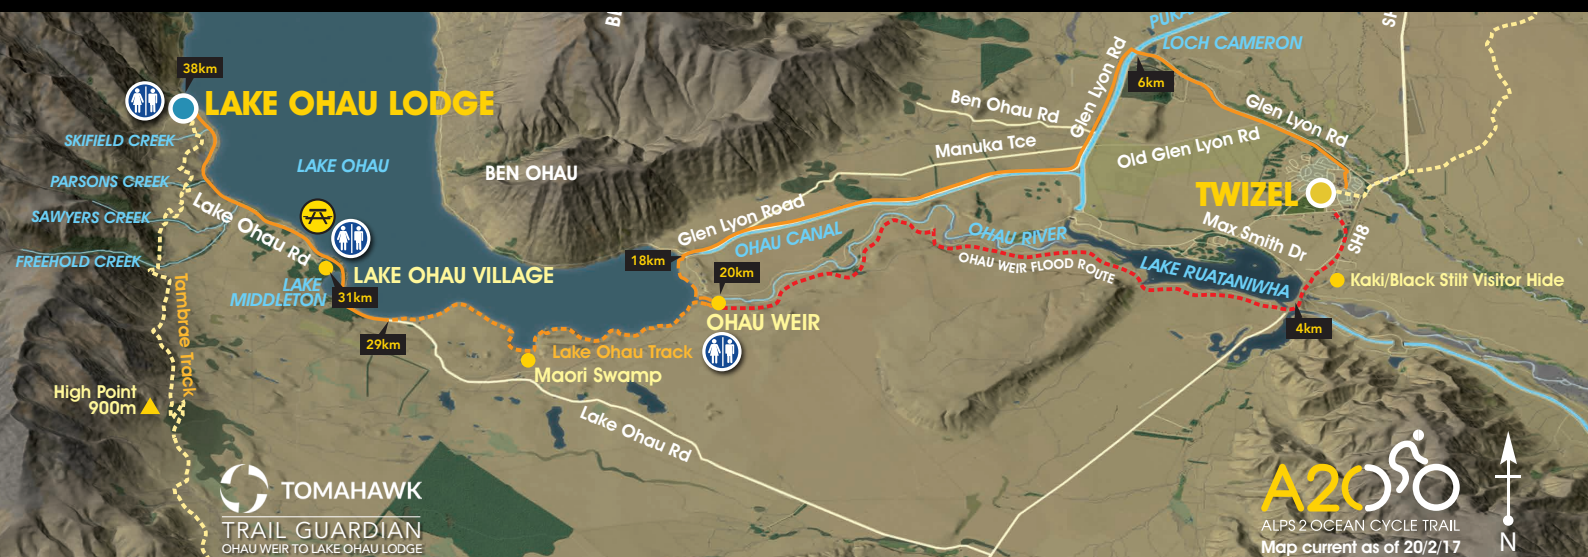 BE
SH
PUKA
LOCH CAMERON
38km
LAKE OHAU LODGE
6km
Glen Lyon Rd
Ben Ohau Rd
Glen Lyon Rd
SKIFIELD CREEK
Manuka Tce
Old Glen Lyon Rd
LAKE OHAU
BEN OHAU
PARSONS CREEK
TWIZEL
Lake Ohau Rd
SAWYERS CREEK
Glen Lyon Road
OHAU CANAL
OHAU RIVER
Max Smith Dr
SH8
FREEHOLD CREEK
18km
OHAU WEIR FLOOD ROUTE
LAKE RUATANIWHA
LAKE OHAU VILLAGE
20km
Kaki/Black Stilt Visitor Hide
LAKE
MIDDLETON
31km
Tambrae Track
OHAU WEIR
4km
29km
Lake Ohau Track
Maori Swamp
High Point
900m
Lake Ohau Rd
TOMAHAWK
TRAIL GUARDIAN
OHAU WEIR TO LAKE OHAU LODGE
A2O
ALPS 2 OCEAN CYCLE TRAIL
Map current as of 20/2/17
N